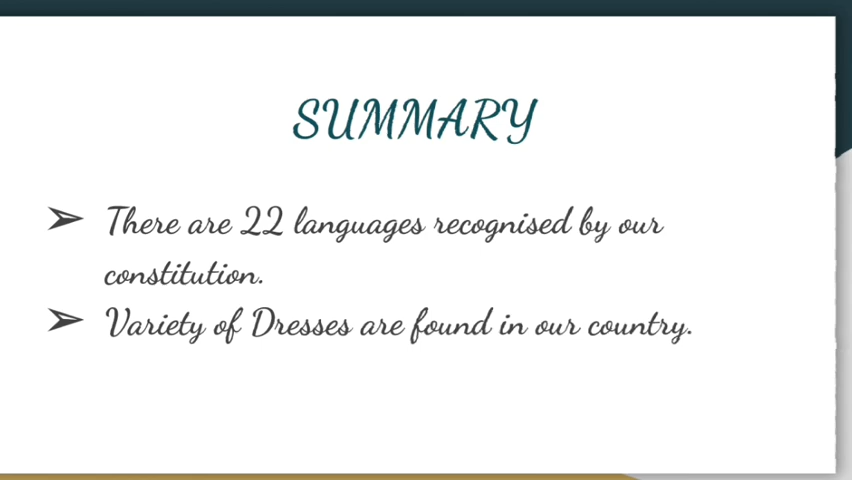 SUMMARY
➢ There are 22 languages recognised by our
constitution.
➢ Variety of Dresses are found in our country.